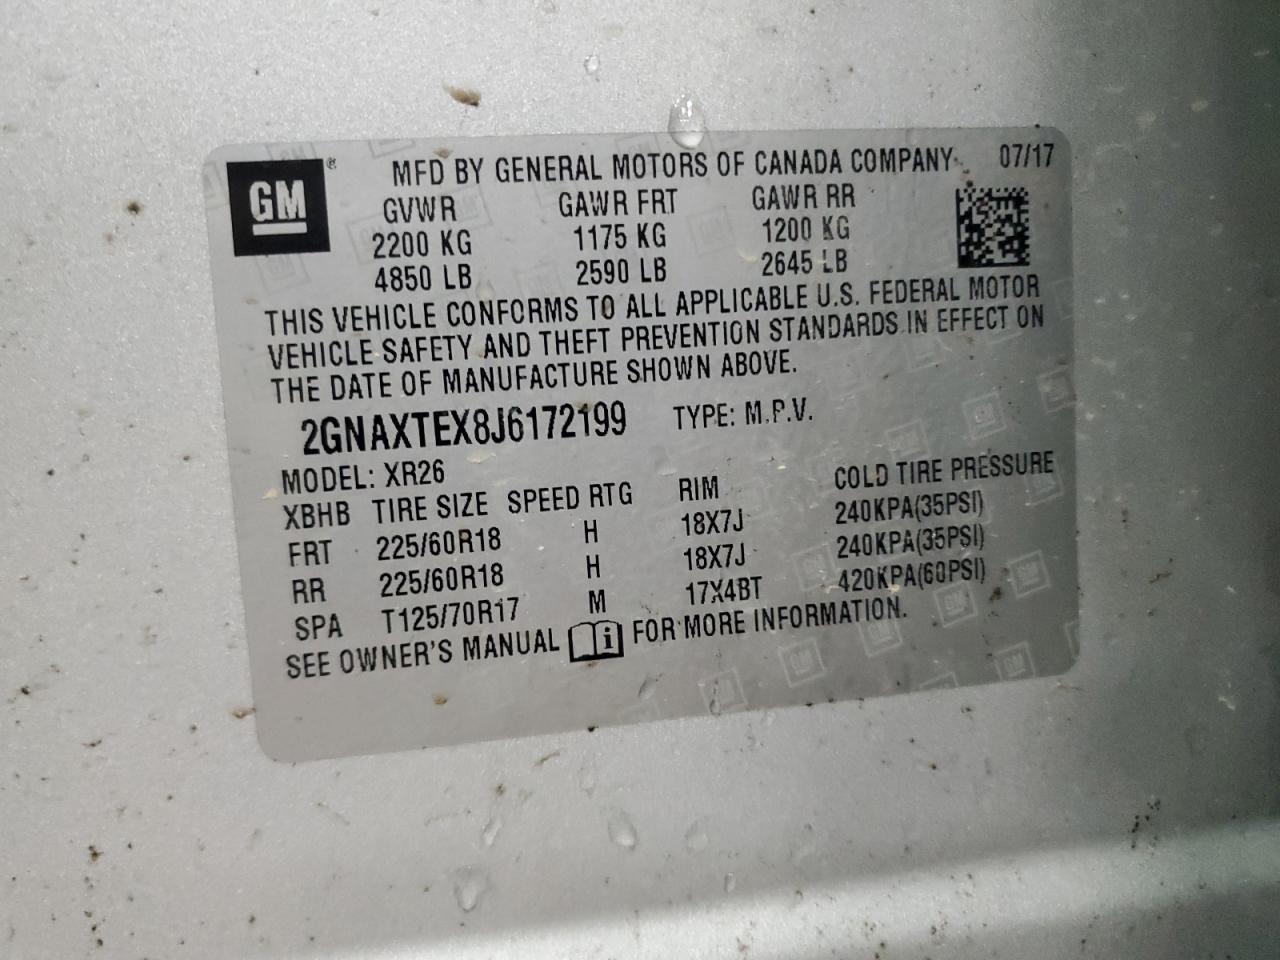 GM ® MFD BY GENERAL MOTORS OF CANADA COMPANY 07/17
GVWR GAWR FRT GAWR RR
2200 KG 1175 KG 1200 KG
4850 LB 2590 LB 2645 LB
THIS VEHICLE CONFORMS TO ALL APPLICABLE U.S. FEDERAL MOTOR
VEHICLE SAFETY AND THEFT PREVENTION STANDARDS IN EFFECT ON
THE DATE OF MANUFACTURE SHOWN ABOVE.
2GNAXTEX8J6172199 TYPE: M.P.V.
MODEL: XR26
XBHB TIRE SIZE SPEED RTG RIM COLD TIRE PRESSURE
FRT 225/60R18 H 18X7J 240KPA(35PSI)
RR 225/60R18 H 18X7J 240KPA(35PSI)
SPA T125/70R17 M 17X4BT 420KPA(60PSI)
SEE OWNER'S MANUAL i FOR MORE INFORMATION.